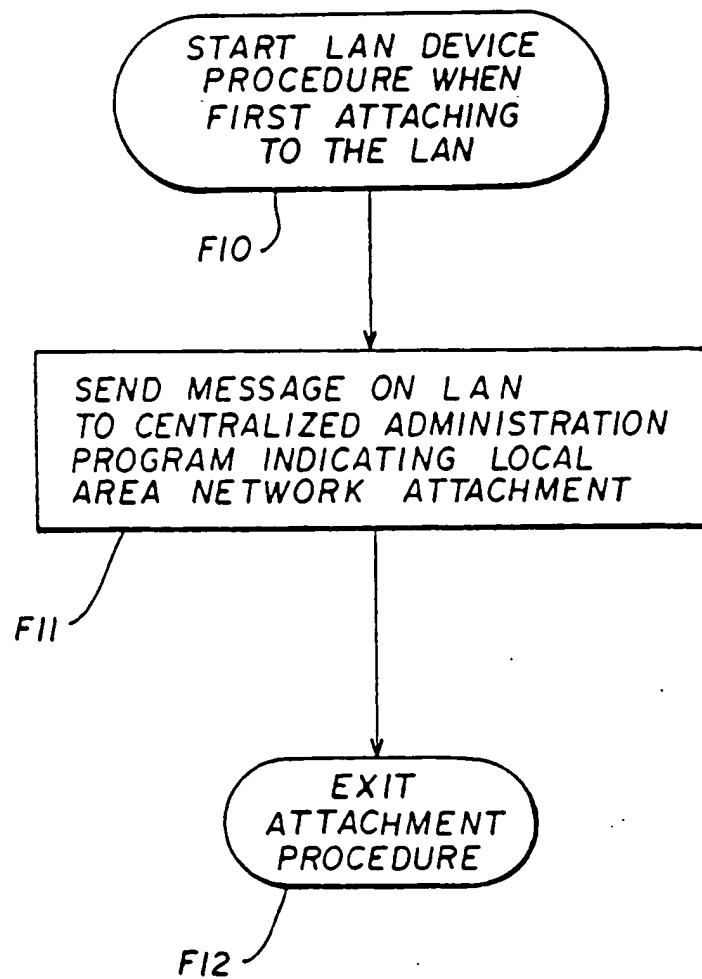 START LAN DEVICE
PROCEDURE WHEN
FIRST ATTACHING
TO THE LAN
F10
SEND MESSAGE ON LAN
TO CENTRALIZED ADMINISTRATION
PROGRAM INDICATING LOCAL
AREA NETWORK ATTACHMENT
F11
EXIT
ATTACHMENT
PROCEDURE
F12